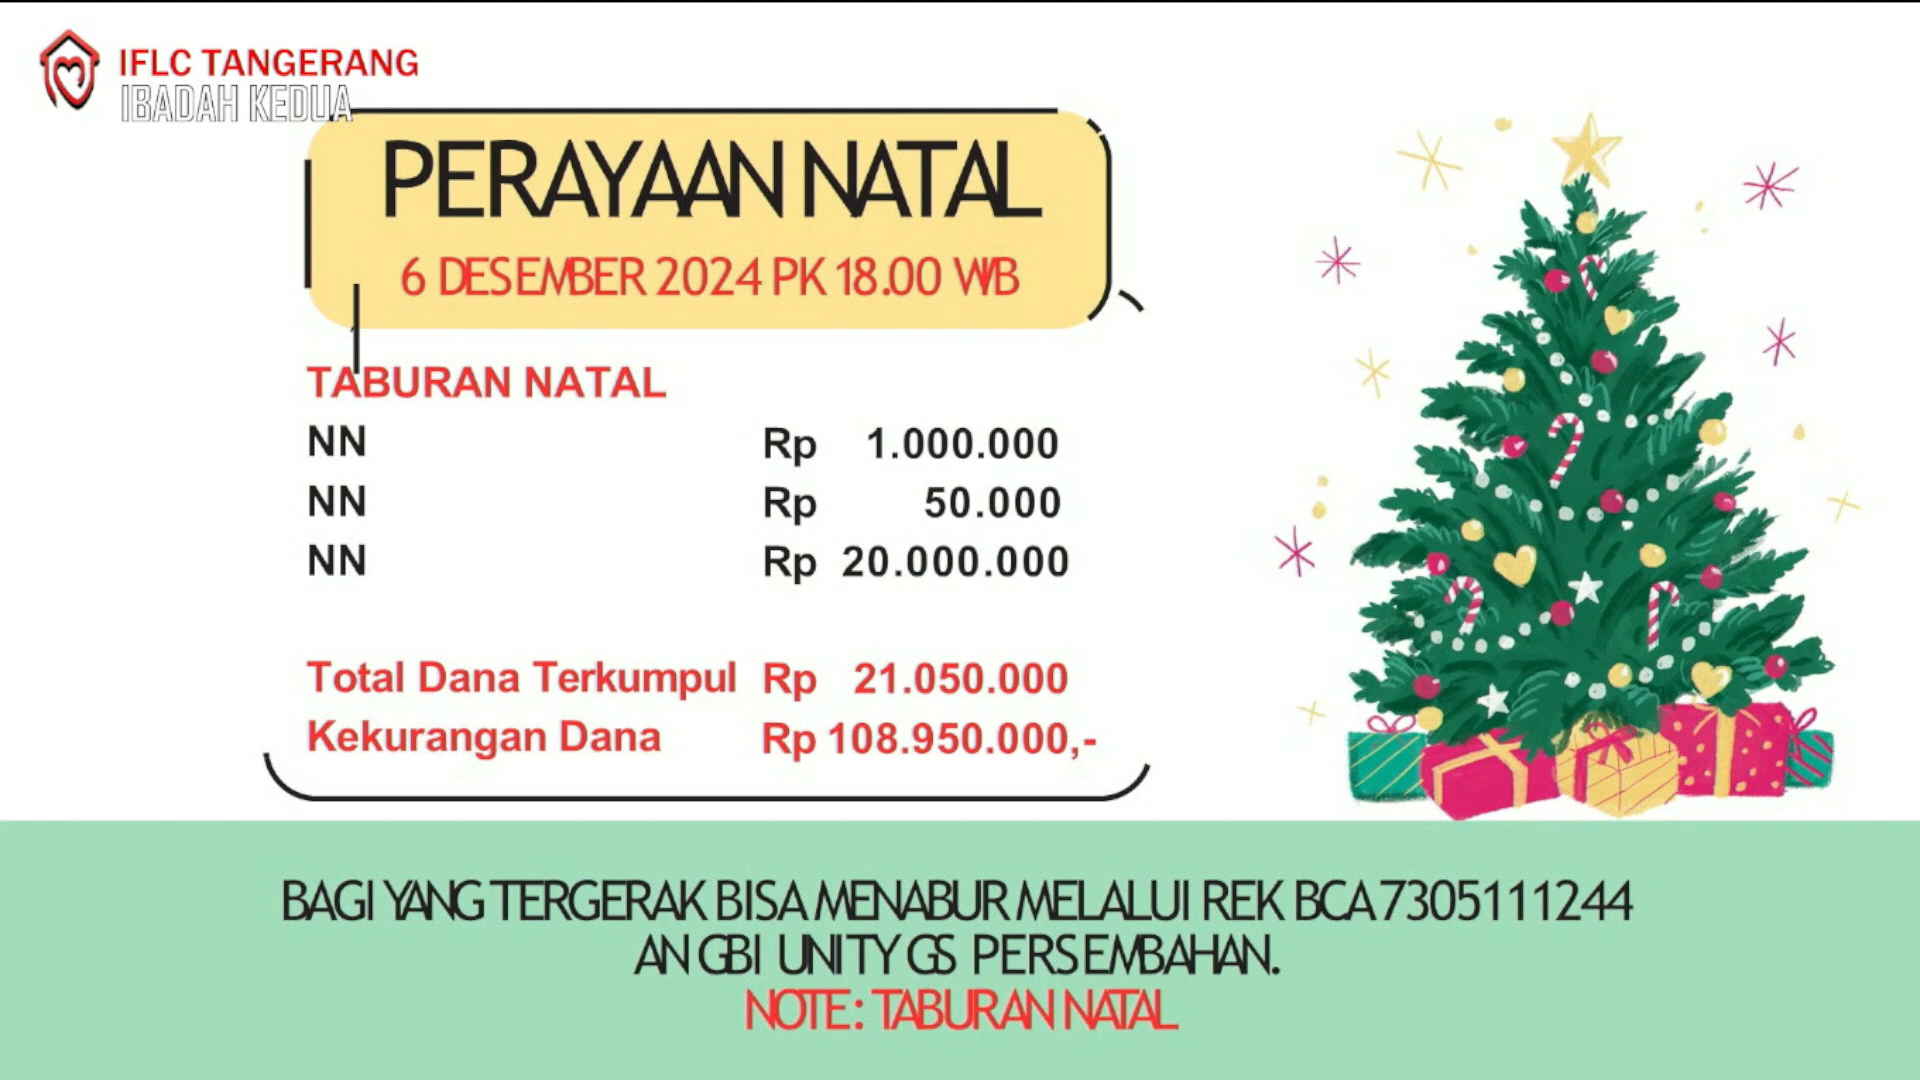 IFLC TANGERANG
IBADAH KEDUA
PERAYAAN NATAL
6 DESEMBER 2024 PK 18.00 WIB
TABURAN NATAL
NN Rp 1.000.000
NN Rp 50.000
NN Rp 20.000.000
Total Dana Terkumpul Rp 21.050.000
Kekurangan Dana Rp 108.950.000,-
BAGI YANG TERGERAK BISA MENABUR MELALUI REK BCA 7305111244
AN GBI UNITY GS PERSEMBAHAN.
NOTE: TABURAN NATAL